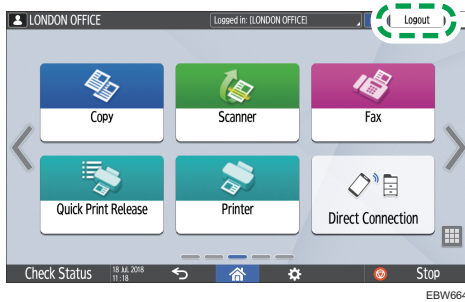 LONDON OFFICE
Logged in: [LONDON OFFICE]
Logout
Copy
Scanner
Fax
Quick Print Release
Printer
Direct Connection
Check Status
18 Jul. 2018
11:18
Stop
EBW664